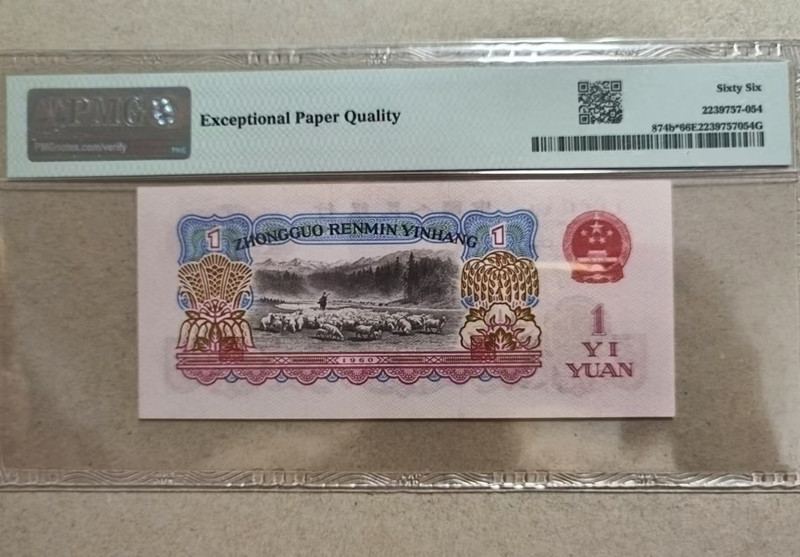 PMG
PMGnotes.com/verify
PMG
Exceptional Paper Quality
Sixty Six
2239757-054
874b*66E2239757054G
1
ZHONGGUO RENMIN YINHANG
1
1960
1
YI
YUAN